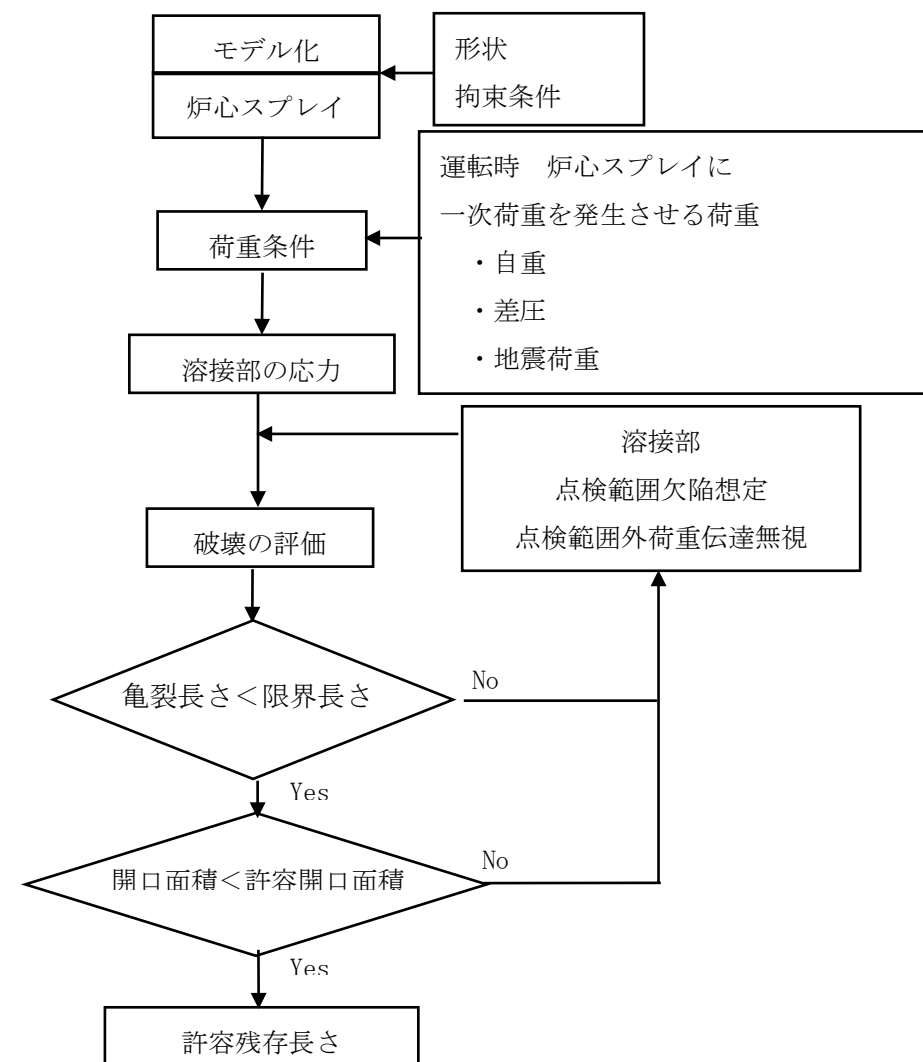 モデル化
炉心スプレイ
形状
拘束条件
運転時　炉心スプレイに
一次荷重を発生させる荷重
・自重
・差圧
・地震荷重
荷重条件
溶接部の応力
溶接部
点検範囲欠陥想定
点検範囲外荷重伝達無視
破壊の評価
亀裂長さ＜限界長さ
No
Yes
開口面積＜許容開口面積
No
Yes
許容残存長さ